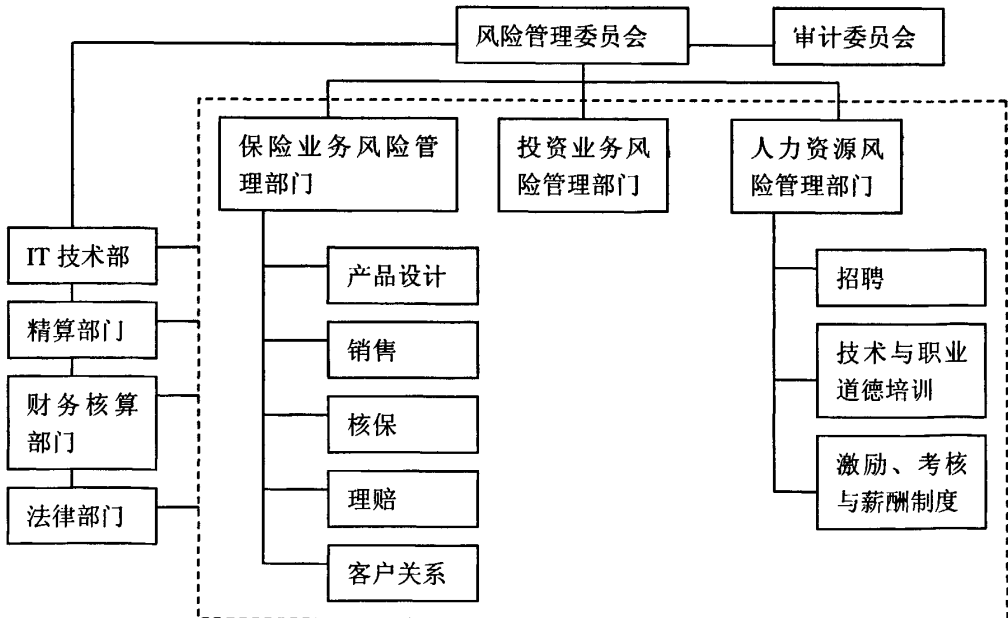 风险管理委员会
审计委员会
保险业务风险管
理部门
投资业务风
险管理部门
人力资源风
险管理部门
IT 技术部
精算部门
财务核算
部门
法律部门
产品设计
销售
核保
理赔
客户关系
招聘
技术与职业
道德培训
激励、考核
与薪酬制度